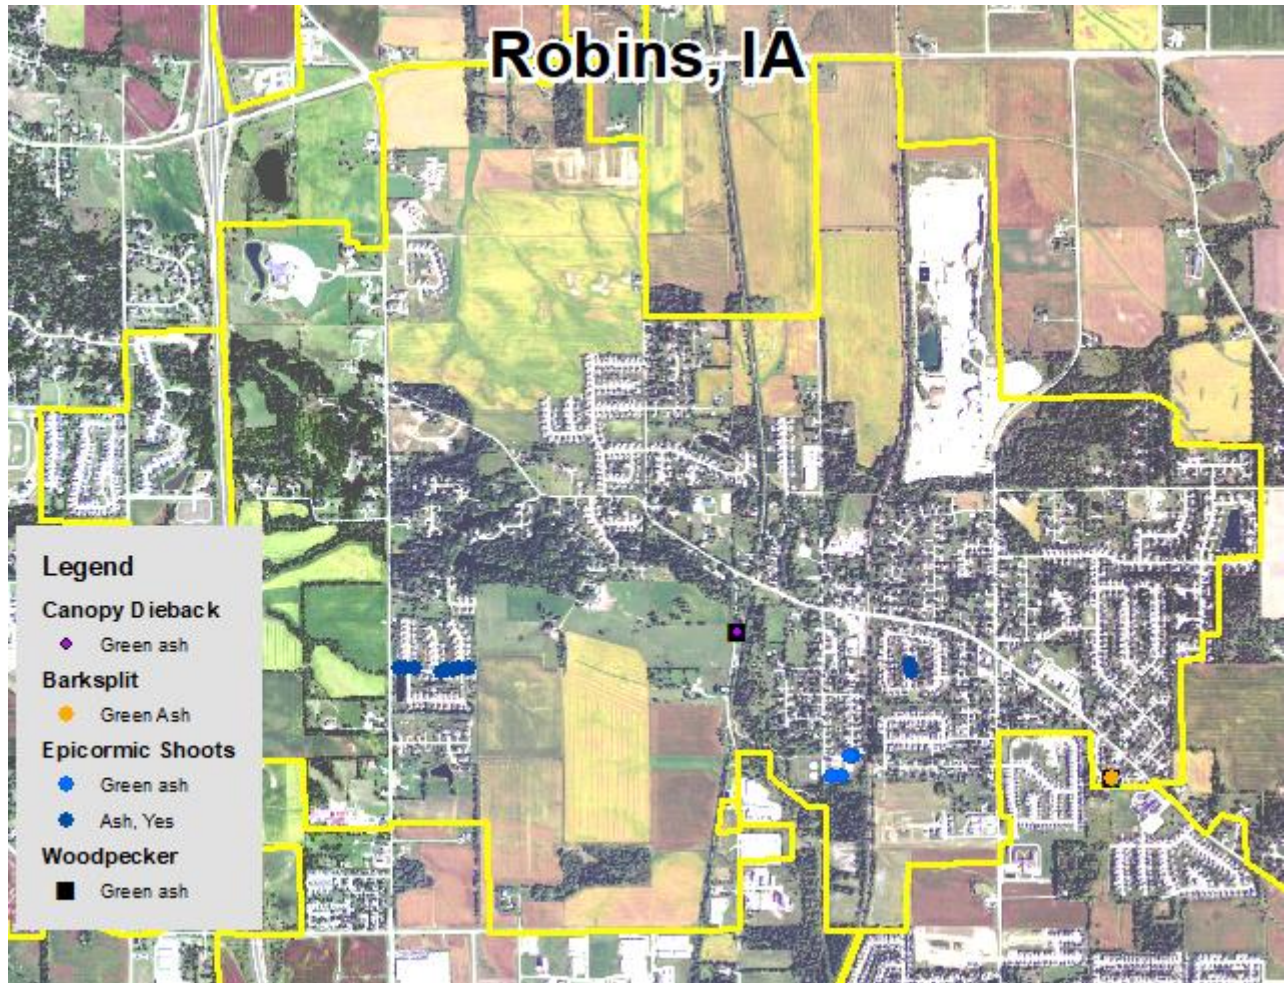 Robins, IA
Legend
Canopy Dieback
Green ash
Barksplit
Green Ash
Epicormic Shoots
Green ash
Ash, Yes
Woodpecker
Green ash